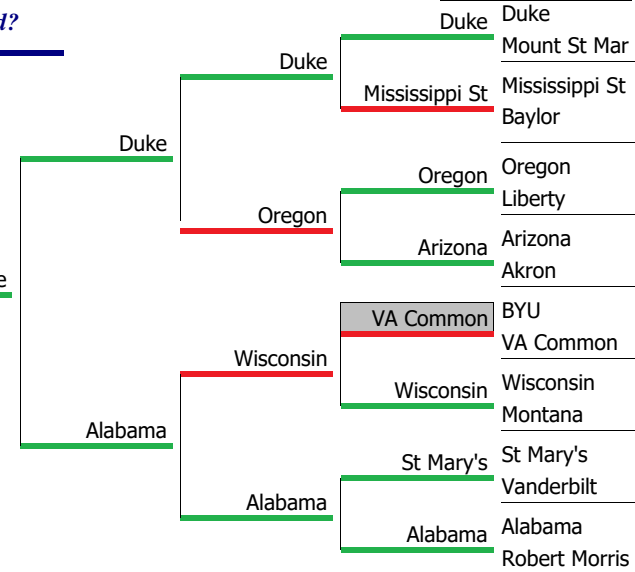 d?
Duke
Duke
Duke
Duke
Mount St Mar
Mississippi St
Mississippi St
Baylor
Oregon
Oregon
Oregon
Liberty
Arizona
Arizona
Akron
e
Alabama
Wisconsin
VA Common
BYU
VA Common
Wisconsin
Wisconsin
Montana
Alabama
St Mary's
St Mary's
Vanderbilt
Alabama
Alabama
Robert Morris